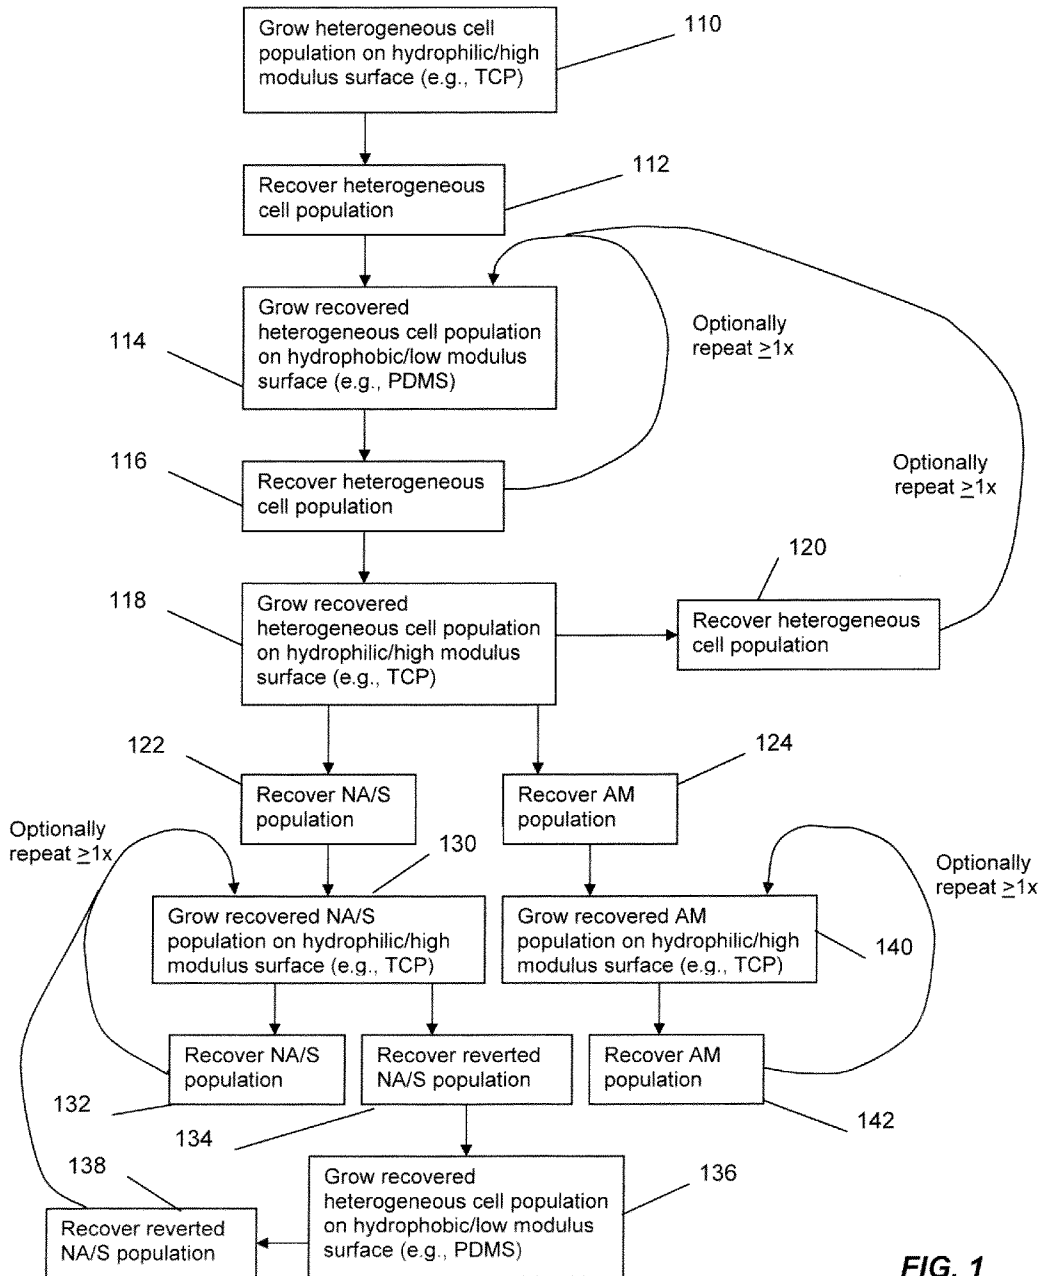 Grow heterogeneous cell
population on hydrophilic/high
modulus surface (e.g., TCP)
110
Recover heterogeneous
cell population
112
Grow recovered
heterogeneous cell population
on hydrophobic/low modulus
surface (e.g., PDMS)
114
Optionally
repeat ≥1x
Recover heterogeneous
cell population
116
Optionally
repeat ≥1x
Grow recovered
heterogeneous cell population
on hydrophilic/high modulus
surface (e.g., TCP)
118
120
Recover heterogeneous
cell population
122
Recover NA/S
population
124
Recover AM
population
Optionally
repeat ≥1x
130
Grow recovered NA/S
population on hydrophilic/high
modulus surface (e.g., TCP)
Grow recovered AM
population on hydrophilic/high
modulus surface (e.g., TCP)
140
Optionally
repeat ≥1x
Recover NA/S
population
132
Recover reverted
NA/S population
134
Recover AM
population
142
Grow recovered
heterogeneous cell population
on hydrophobic/low modulus
surface (e.g., PDMS)
136
138
Recover reverted
NA/S population
FIG. 1